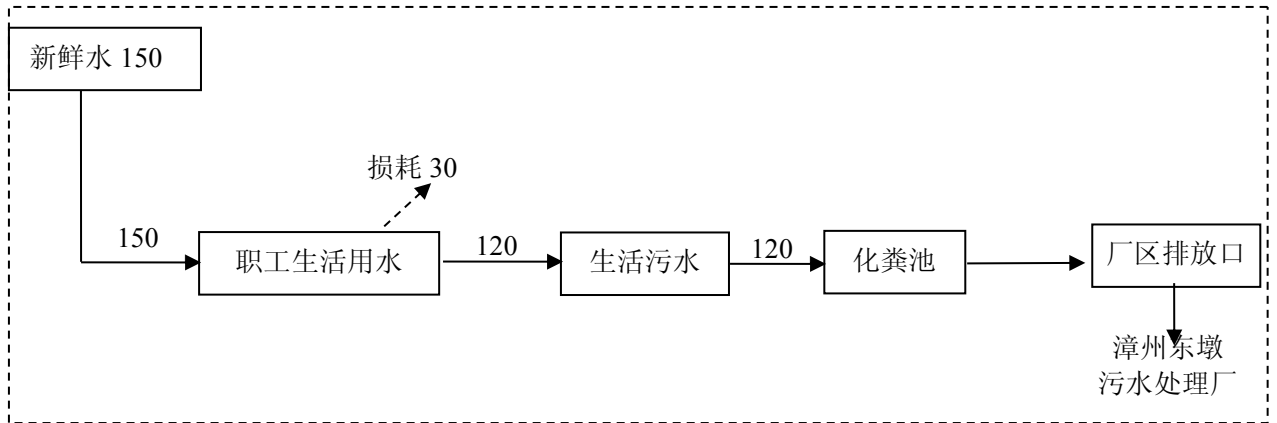 新鲜水 150
损耗 30
150
职工生活用水
120
生活污水
120
化粪池
厂区排放口
漳州东墩
污水处理厂